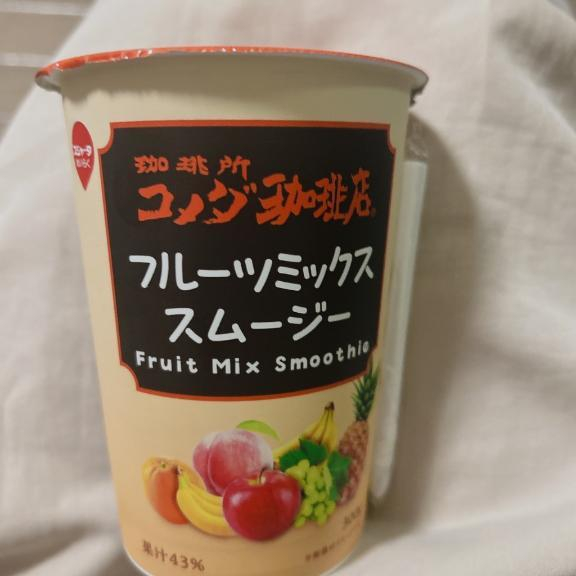 珈琲所
コメダ珈琲店
フルーツミックス
スムージー
Fruit Mix Smoothie
果汁43%